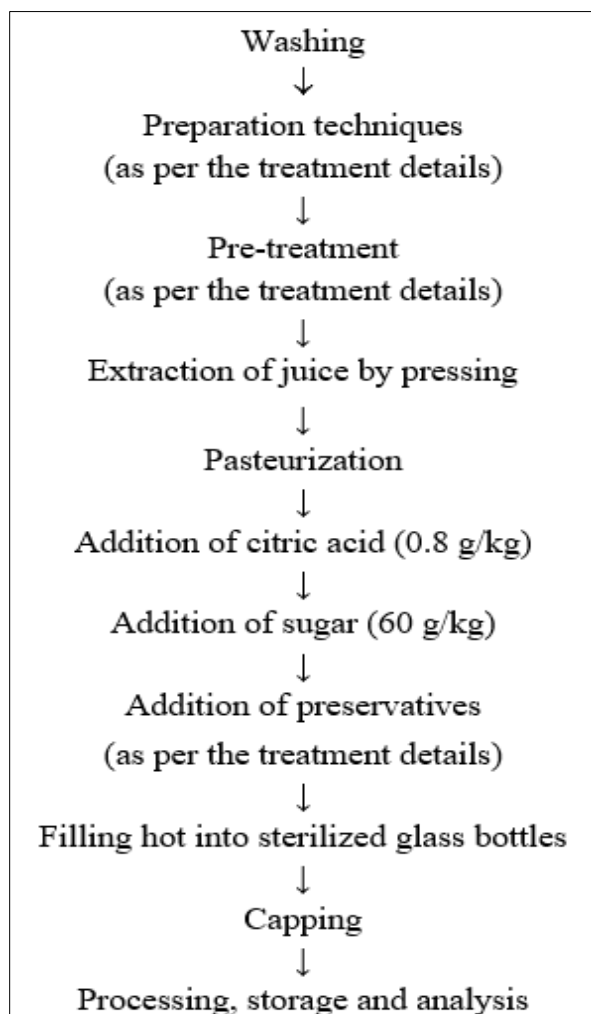 Washing
↓
Preparation techniques
(as per the treatment details)
↓
Pre-treatment
(as per the treatment details)
↓
Extraction of juice by pressing
↓
Pasteurization
↓
Addition of citric acid (0.8 g/kg)
↓
Addition of sugar (60 g/kg)
↓
Addition of preservatives
(as per the treatment details)
↓
Filling hot into sterilized glass bottles
↓
Capping
↓
Processing, storage and analysis